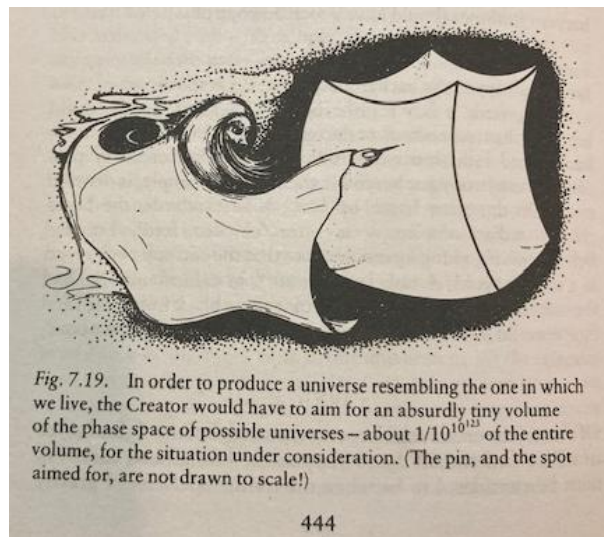 Fig. 7.19. In order to produce a universe resembling the one in which
we live, the Creator would have to aim for an absurdly tiny volume
of the phase space of possible universes – about 1/10^10^123 of the entire
volume, for the situation under consideration. (The pin, and the spot
aimed for, are not drawn to scale!)
444